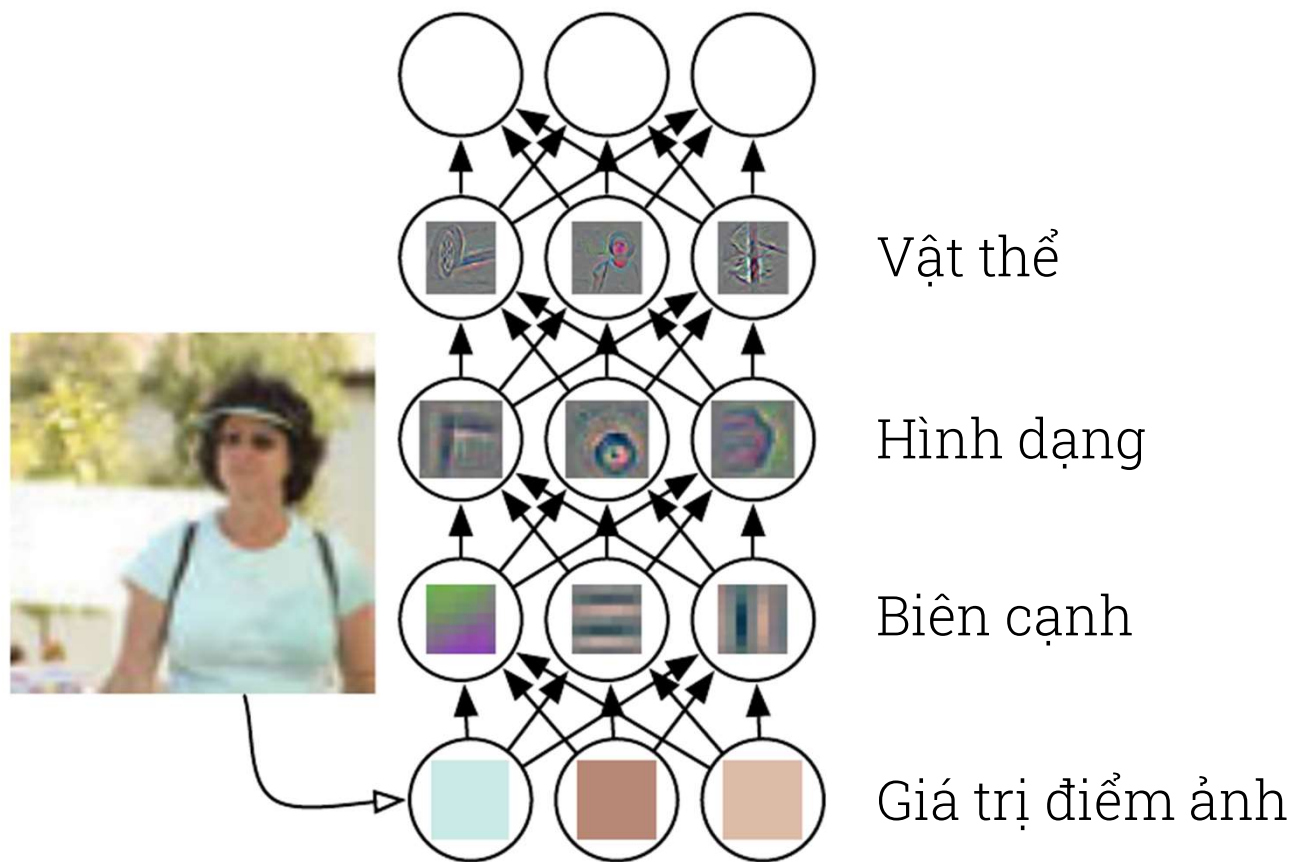 Vật thể
Hình dạng
Biên cạnh
Giá trị điểm ảnh